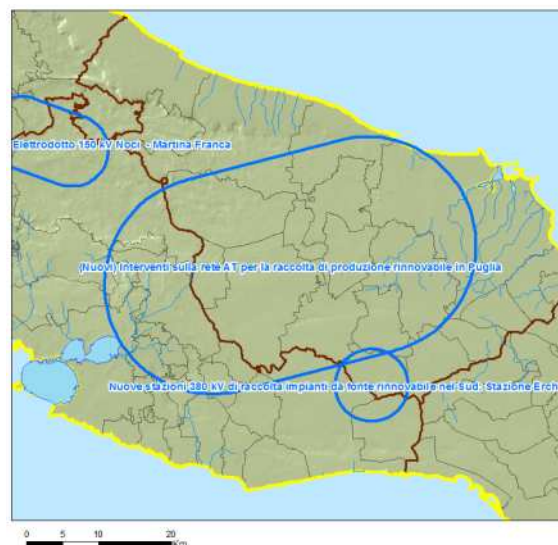 Elettrodotto 150 kV Noci - Martina Franca
(Nuovi) Interventi sulla rete AT per la raccolta di produzione rinnovabile in Puglia
Nuove stazioni 380 kV di raccolta impianti da fonte rinnovabile nel Sud: Stazione Erch
0 5 10 20
Km